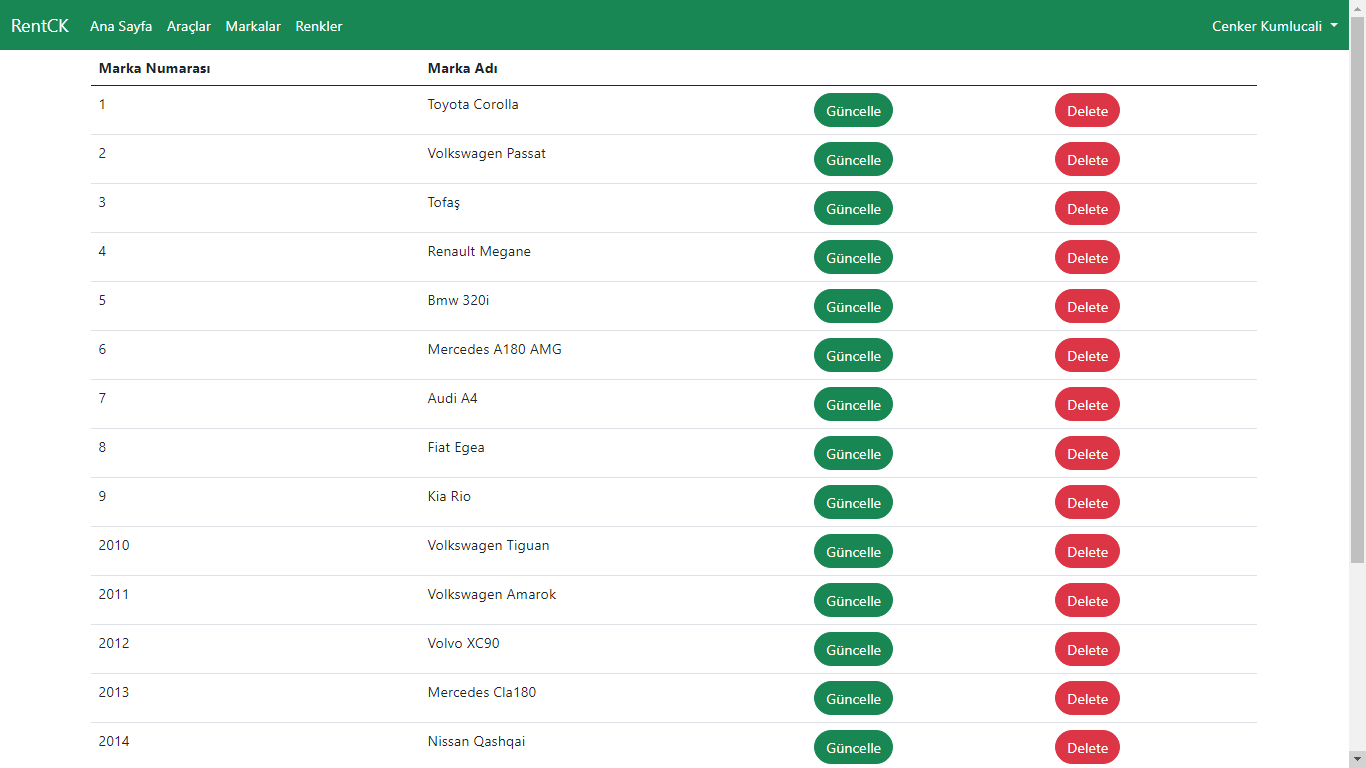 RentCK Ana Sayfa Araçlar Markalar Renkler Cenker Kumlucali
Marka Numarası Marka Adı
1 Toyota Corolla Güncelle Delete
2 Volkswagen Passat Güncelle Delete
3 Tofaş Güncelle Delete
4 Renault Megane Güncelle Delete
5 Bmw 320i Güncelle Delete
6 Mercedes A180 AMG Güncelle Delete
7 Audi A4 Güncelle Delete
8 Fiat Egea Güncelle Delete
9 Kia Rio Güncelle Delete
2010 Volkswagen Tiguan Güncelle Delete
2011 Volkswagen Amarok Güncelle Delete
2012 Volvo XC90 Güncelle Delete
2013 Mercedes Cla180 Güncelle Delete
2014 Nissan Qashqai Güncelle Delete